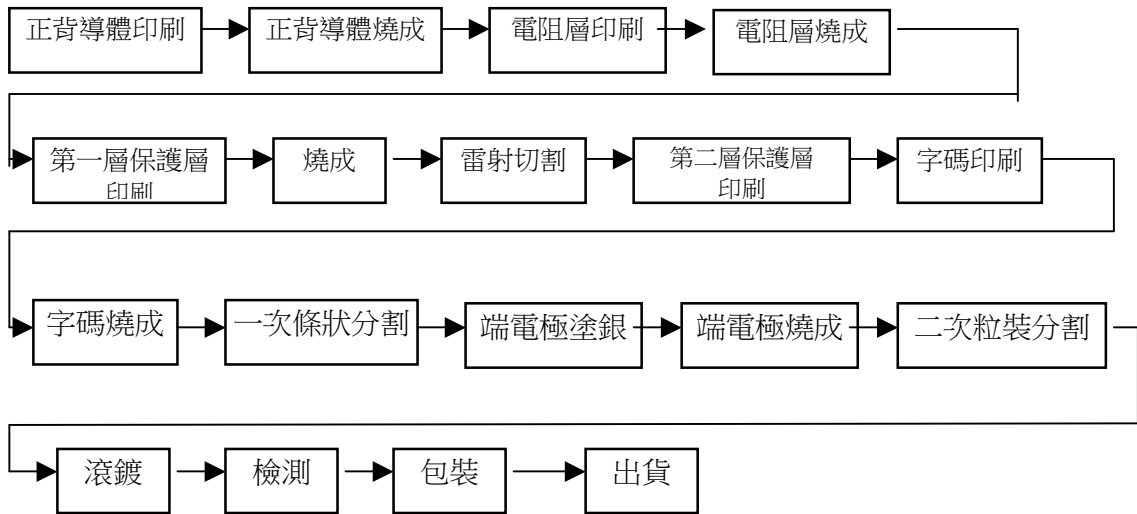 正背導體印刷
正背導體燒成
電阻層印刷
電阻層燒成
第一層保護層
印刷
燒成
雷射切割
第二層保護層
印刷
字碼印刷
字碼燒成
一次條狀分割
端電極塗銀
端電極燒成
二次粒裝分割
滾鍍
檢測
包裝
出貨